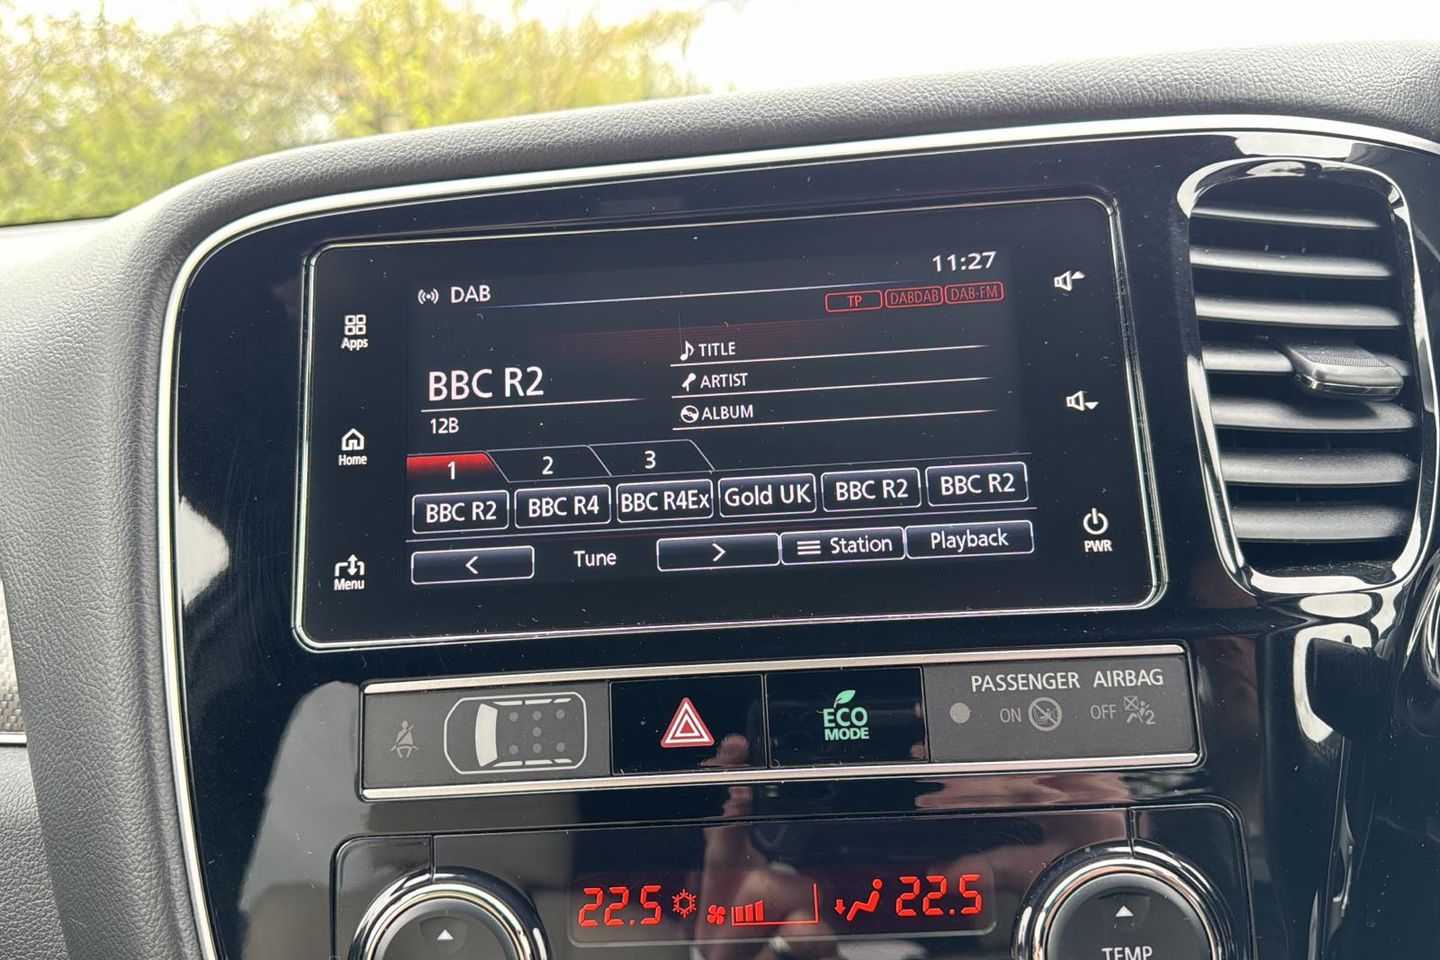 11:27
DAB
TP DABDAB DAB-FM
Apps
TITLE
BBC R2
ARTIST
12B
ALBUM
Home
1 2 3
BBC R2 BBC R4 BBC R4Ex Gold UK BBC R2 BBC R2
< Tune > Station Playback
Menu
PWR
PASSENGER AIRBAG
ON OFF 2
ECO
MODE
22.5 22.5
TEMP